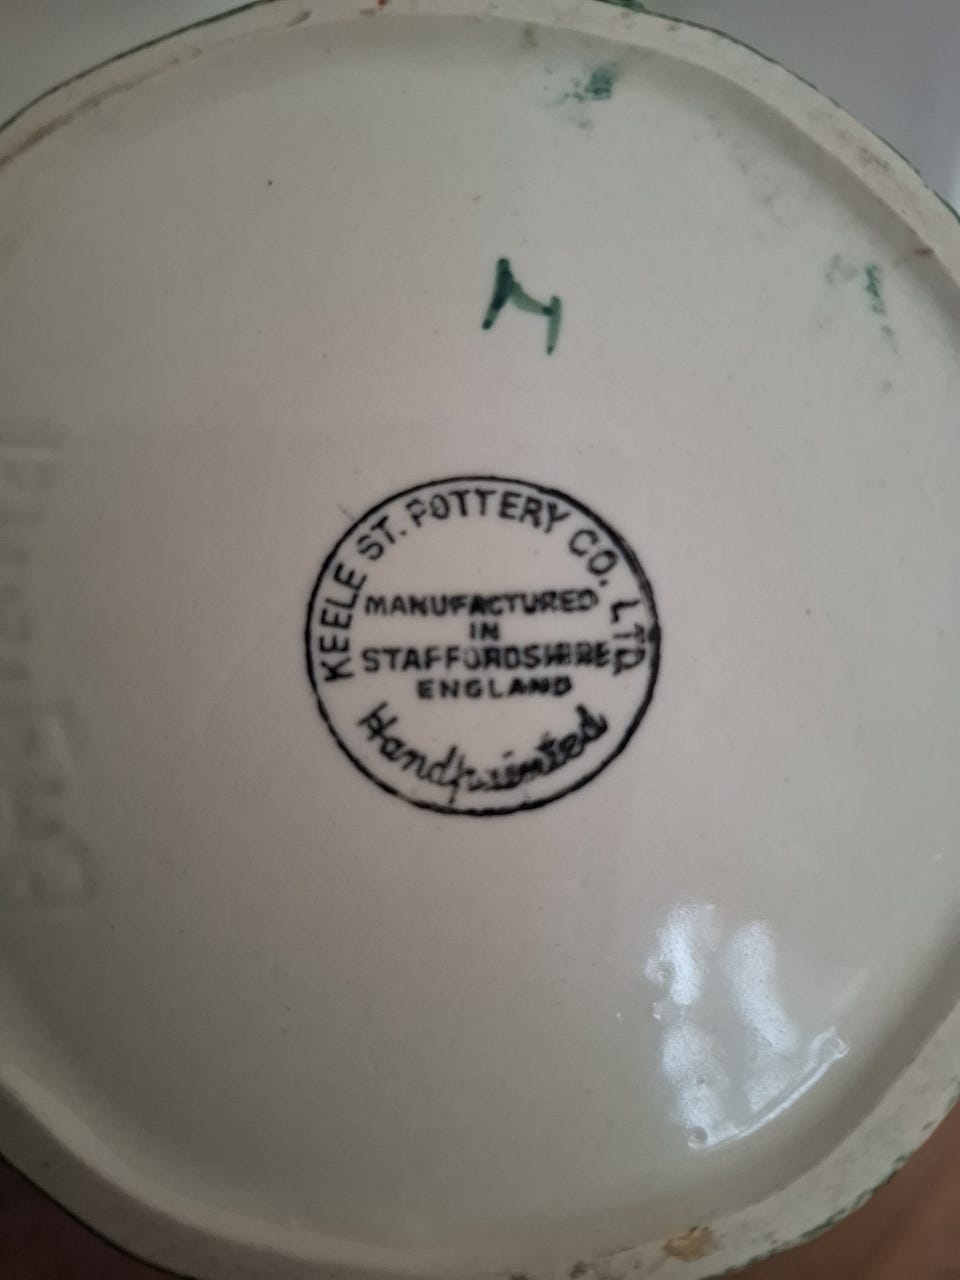 KEELE ST. POTTERY CO. LTD.
MANUFACTURED
IN
STAFFORDSHIRE
ENGLAND
Handpainted